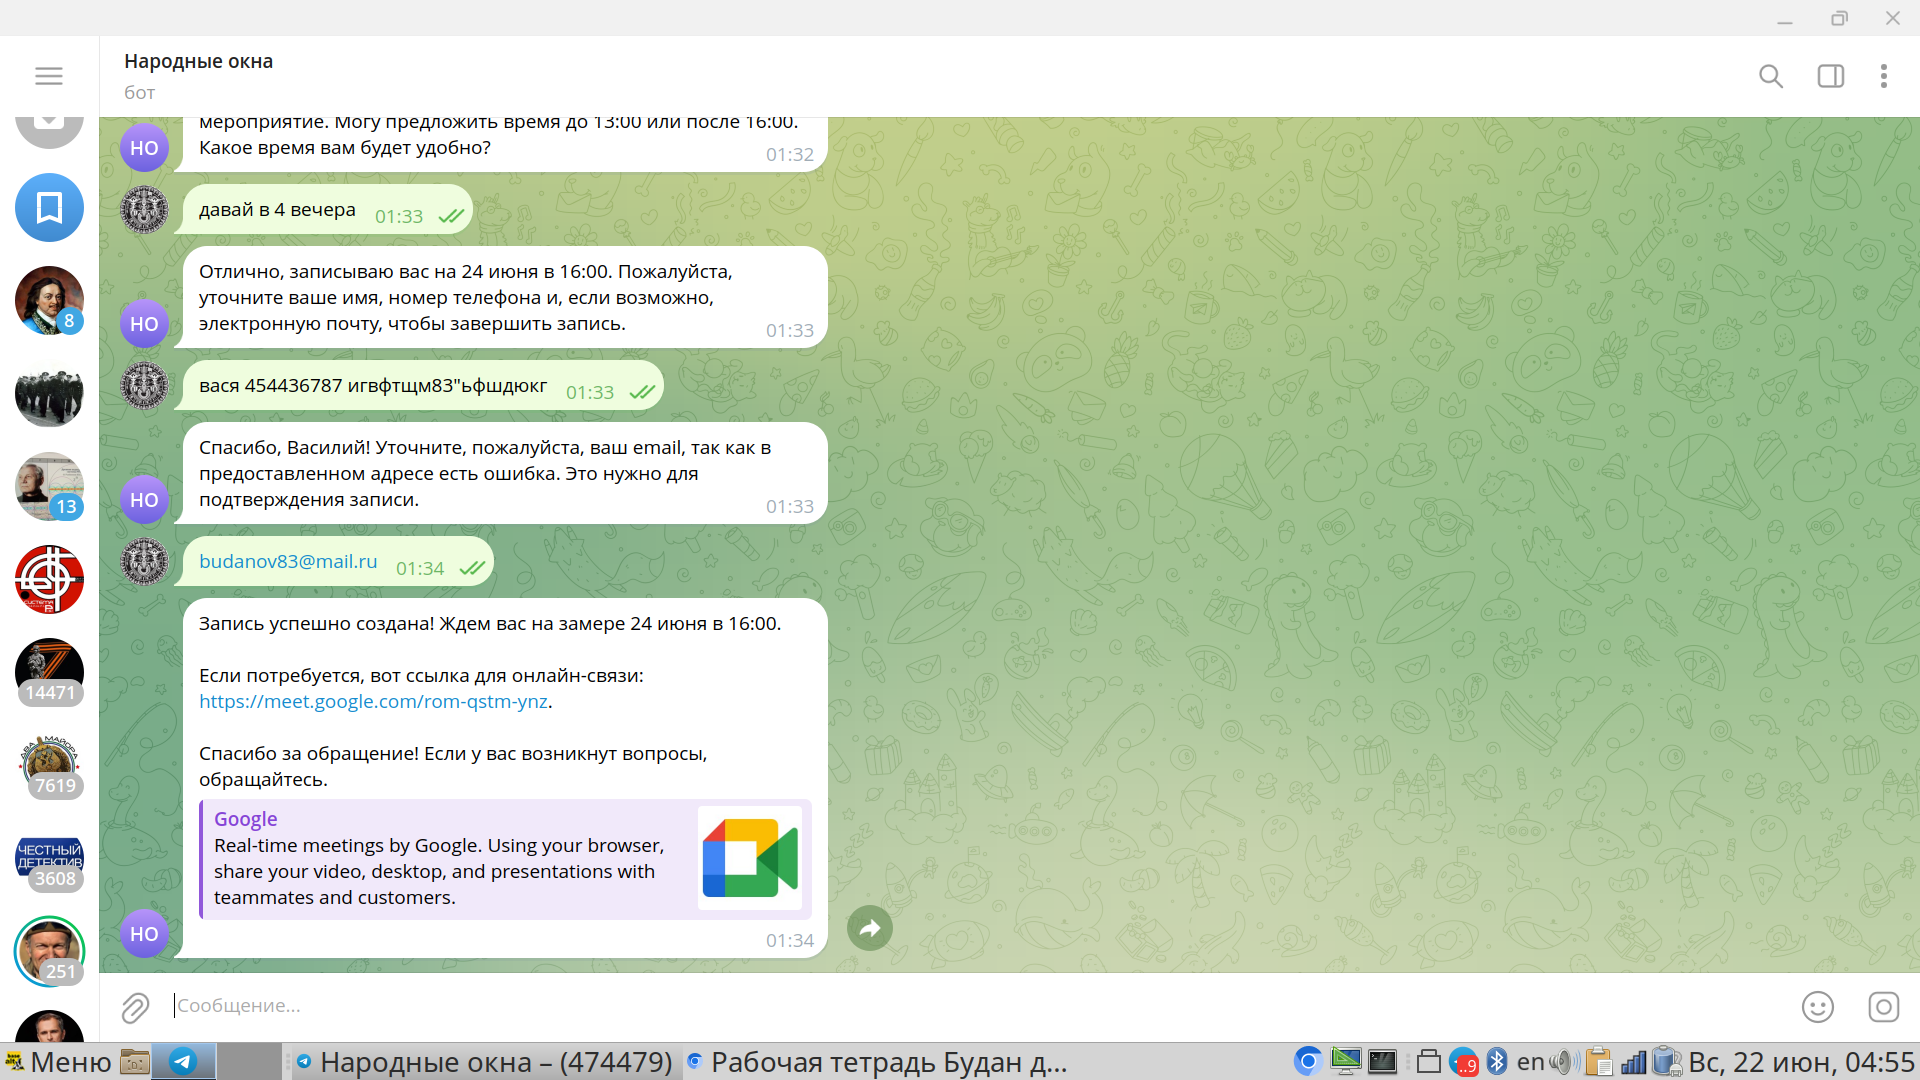 Народные окна
бот
мероприятие. Могу предложить время до 13:00 или после 16:00.
Какое время вам будет удобно?
01:32
НО
давай в 4 вечера 01:33
Отлично, записываю вас на 24 июня в 16:00. Пожалуйста,
уточните ваше имя, номер телефона и, если возможно,
электронную почту, чтобы завершить запись.
01:33
НО
вася 454436787 игвфтщм83"ьфшдюкг 01:33
Спасибо, Василий! Уточните, пожалуйста, ваш email, так как в
предоставленном адресе есть ошибка. Это нужно для
подтверждения записи.
01:33
НО
budanov83@mail.ru 01:34
Запись успешно создана! Ждем вас на замере 24 июня в 16:00.
Если потребуется, вот ссылка для онлайн-связи:
https://meet.google.com/rom-qstm-ynz.
Спасибо за обращение! Если у вас возникнут вопросы,
обращайтесь.
Google
Real-time meetings by Google. Using your browser,
share your video, desktop, and presentations with
teammates and customers.
01:34
НО
Сообщение...
8
13
14471
ДВА МАЙОРА
7619
ЧЕСТНЫЙ
ДЕТЕКТИВ
3608
251
Меню
Народные окна – (474479)
Рабочая тетрадь Будан д...
..9
en
Вс, 22 июн, 04:55